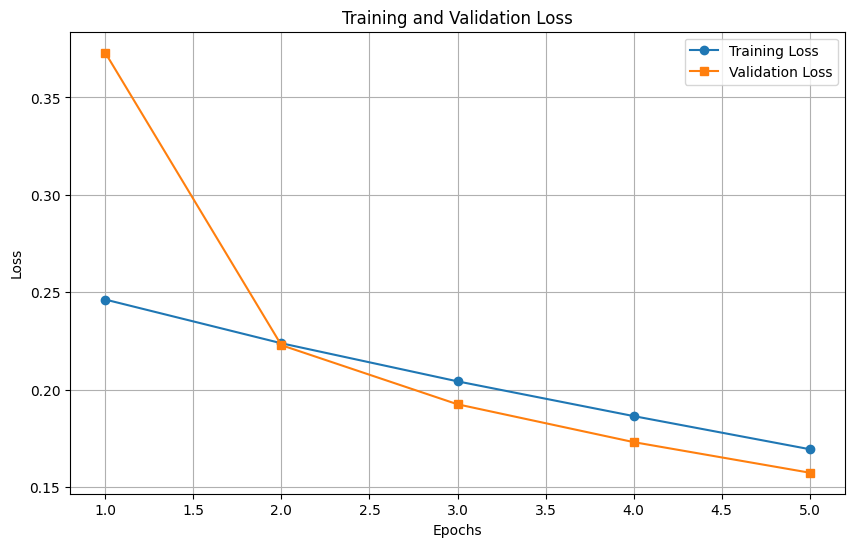 Training and Validation Loss
Training Loss
Validation Loss
Loss
0.35
0.30
0.25
0.20
0.15
1.0 1.5 2.0 2.5 3.0 3.5 4.0 4.5 5.0
Epochs